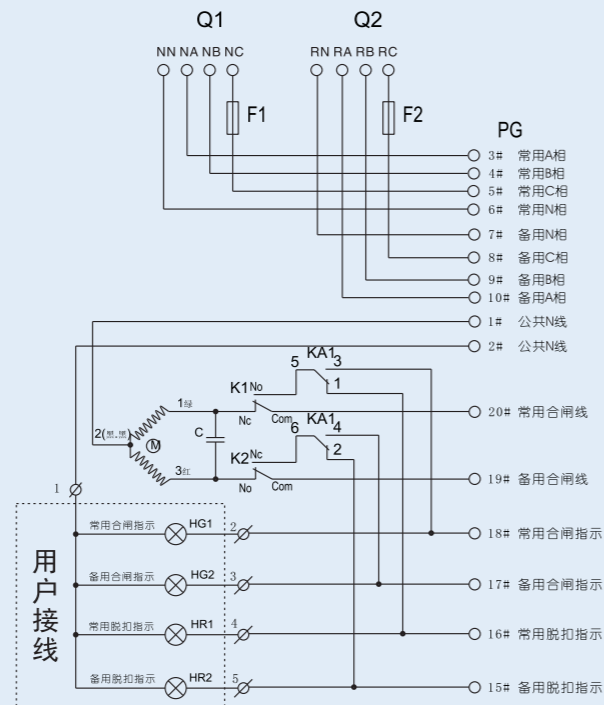 Q1 Q2
NN NA NB NC RN RA RB RC
F1 F2
PG
3# 常用A相
4# 常用B相
5# 常用C相
6# 常用N相
7# 备用N相
8# 备用C相
9# 备用B相
10# 备用A相
1# 公共N线
2# 公共N线
KA1
5 3
1
K1 No
1绿
Nc Com
20# 常用合闸线
2(黑.黑)
M
C
KA1
6 4
2
K2 Nc
3红
No Com
19# 备用合闸线
1
常用合闸指示 HG1 2
18# 常用合闸指示
备用合闸指示 HG2 3
17# 备用合闸指示
常用脱扣指示 HR1 4
16# 常用脱扣指示
备用脱扣指示 HR2 5
15# 备用脱扣指示
用户接线